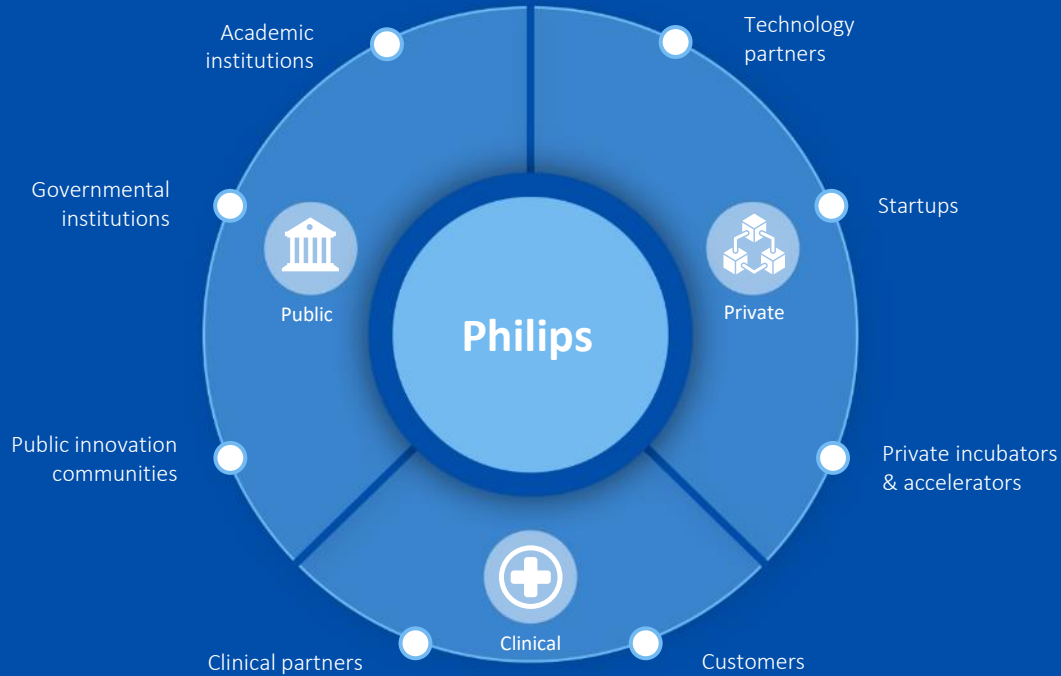 Academic
institutions
Technology
partners
Governmental
institutions
Startups
Public
Private
Philips
Public innovation
communities
Private incubators
& accelerators
Clinical
Clinical partners
Customers